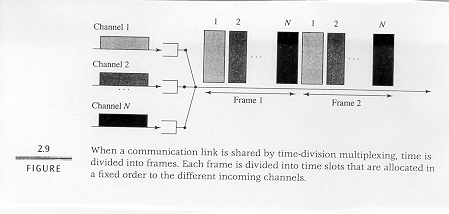 Channel 1
Channel 2
...
Channel N
1 2 ... N 1 2 ... N
Frame 1 Frame 2
2.9
FIGURE
When a communication link is shared by time-division multiplexing, time is
divided into frames. Each frame is divided into time slots that are allocated in
a fixed order to the different incoming channels.